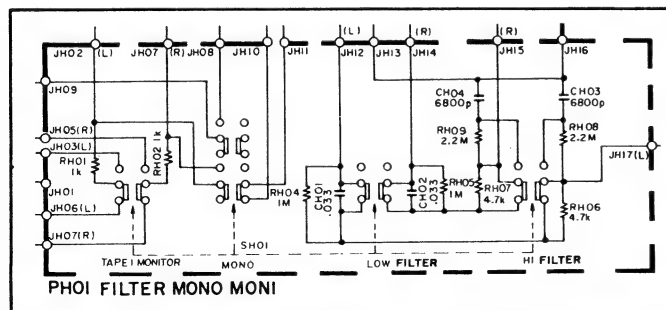 (L) (R) (R)
JH02 (L) JH07 (R) JH08 JH10 JH11 JH12 JH13 JH14 JH15 JH16
JH09
CH04 6800p
CH03 6800p
JH05(R)
JH03(L)
RH01 1k
RH02 1k
RH09 2.2M
RH08 2.2M
JH17(L)
JH01
RH04 1M
CH01 .033
CH02 .033
RH05 1M
RH07 4.7k
RH06 4.7k
JH06(L)
JH07(R)
SH01
TAPE 1 MONITOR MONO LOW FILTER HI FILTER
PH01 FILTER MONO MONI